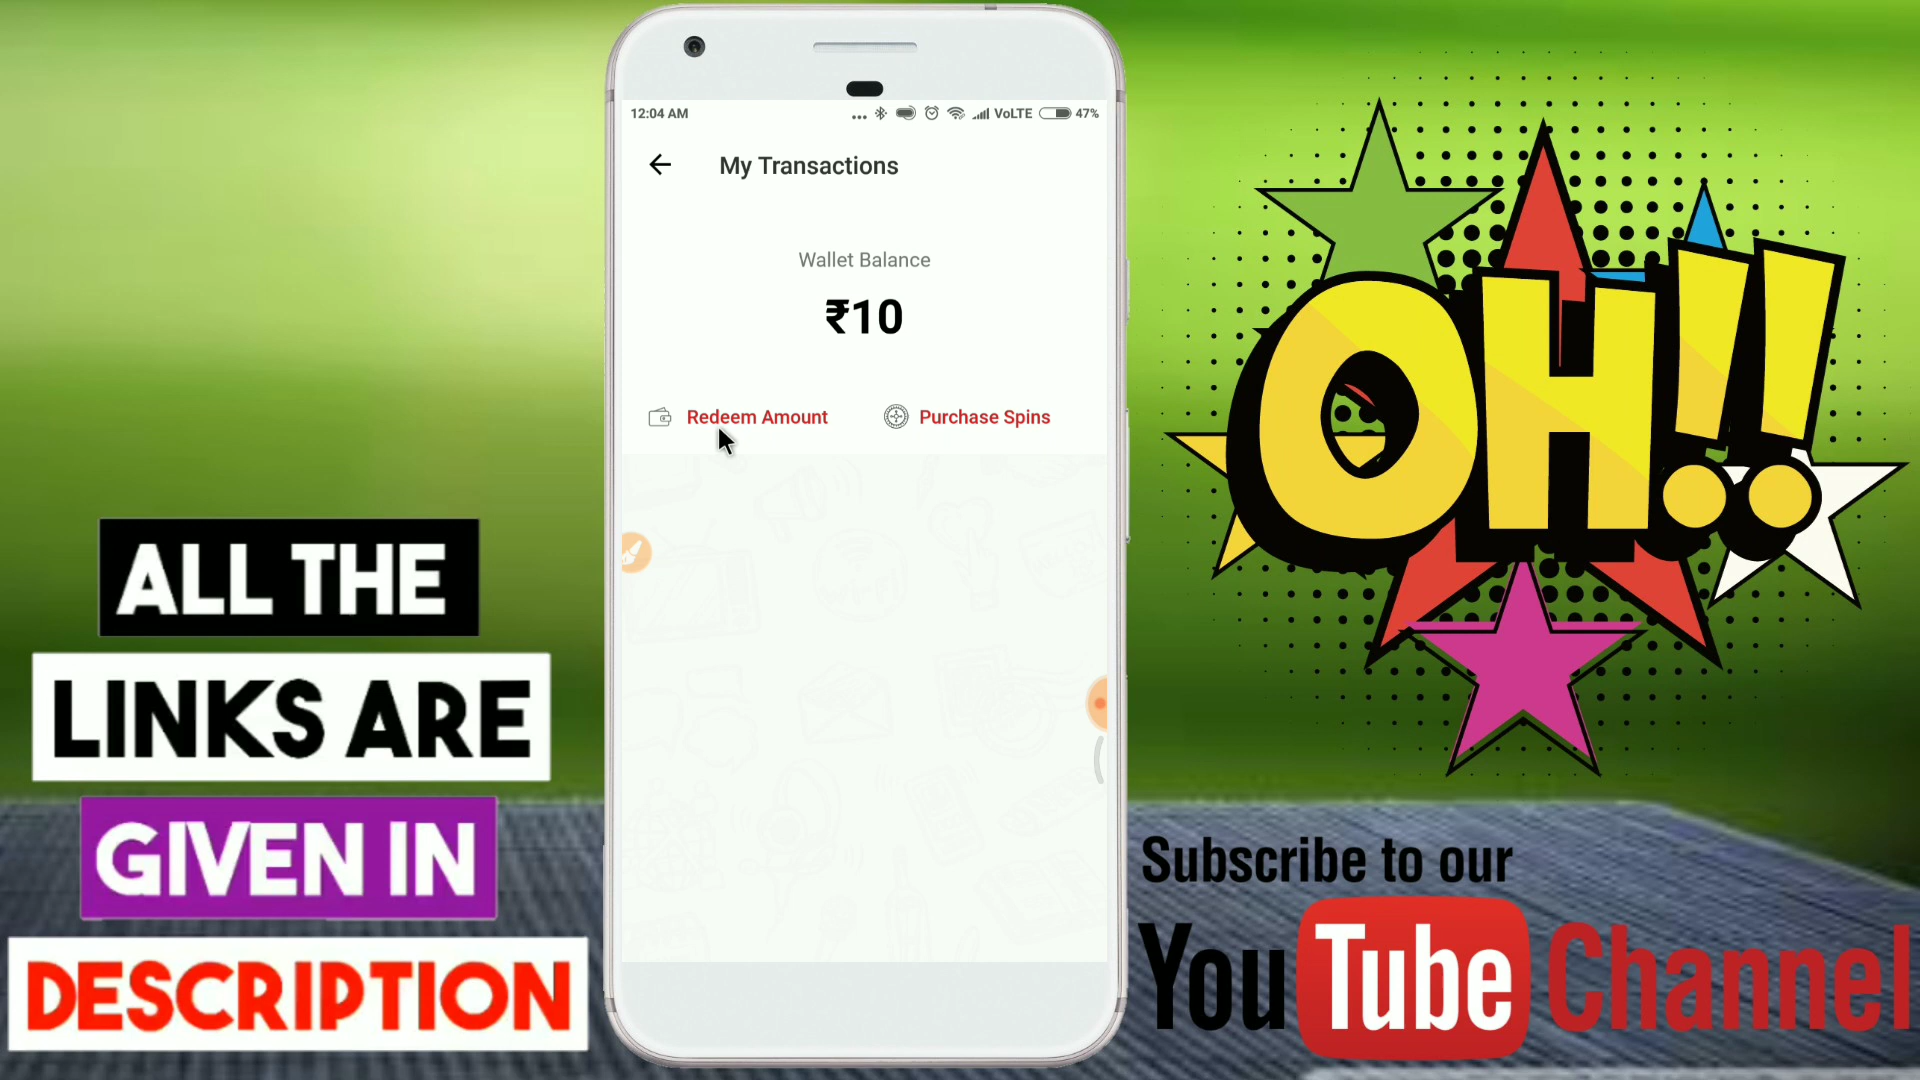 12:04 AM
... VoLTE 47%
My Transactions
Wallet Balance
₹10
Redeem Amount
Purchase Spins
ALL THE
LINKS ARE
GIVEN IN
DESCRIPTION
OH!!
Subscribe to our
YouTube Channel